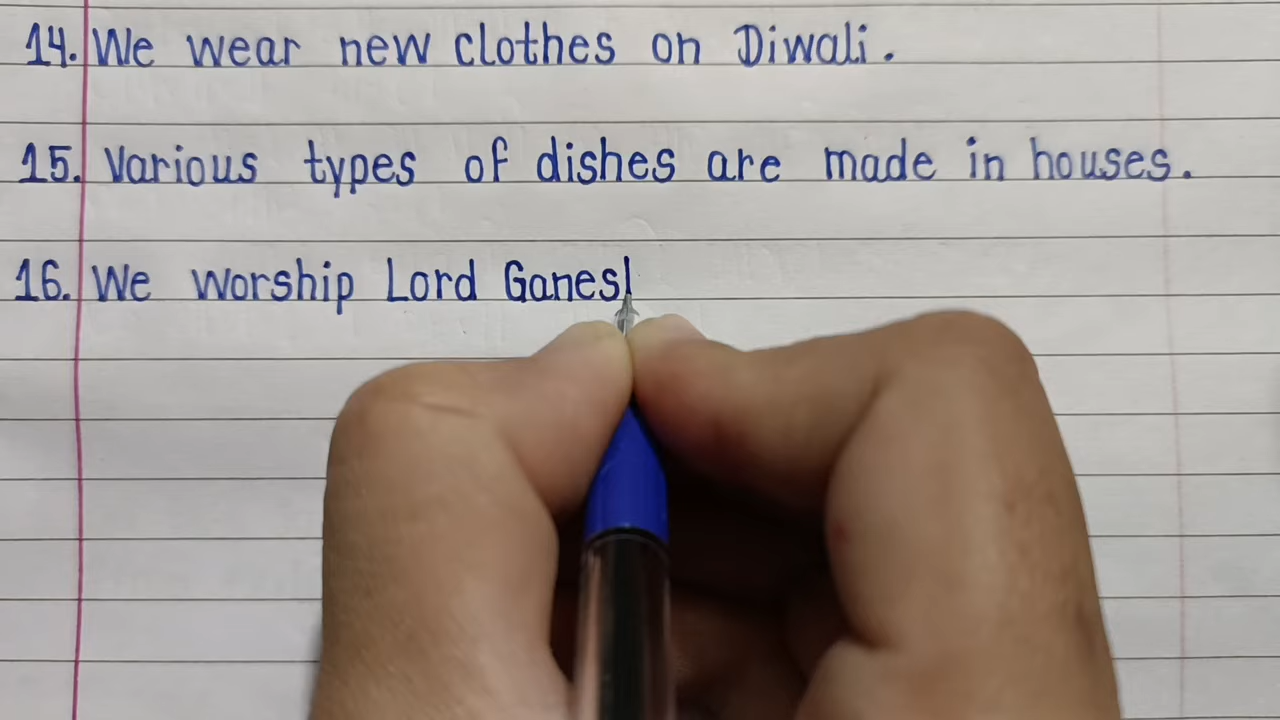 14. We wear new clothes on Diwali.
15. Various types of dishes are made in houses.
16. We worship Lord Ganesl